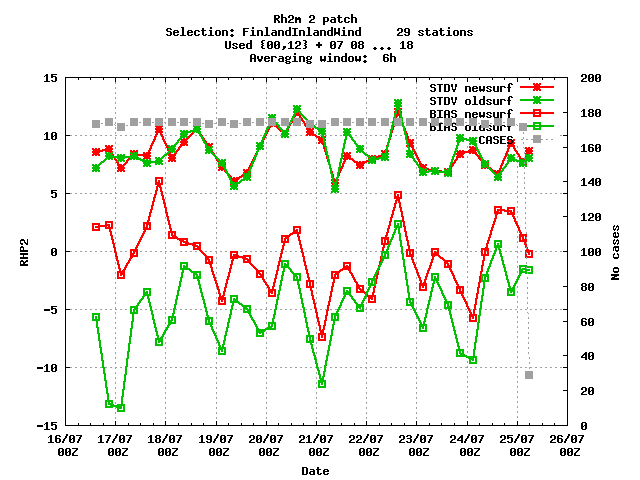 Rh2m 2 patch
Selection: FinlandInlandWind 29 stations
Used {00,12} + 07 08 ... 18
Averaging window: 6h
STDV newsurf
STDV oldsurf
BIAS newsurf
BIAS oldsurf
CASES
15
10
5
0
-5
-10
-15
RHP2
200
180
160
140
120
100
80
60
40
20
0
No cases
16/07 17/07 18/07 19/07 20/07 21/07 22/07 23/07 24/07 25/07 26/07
00Z 00Z 00Z 00Z 00Z 00Z 00Z 00Z 00Z 00Z 00Z
Date